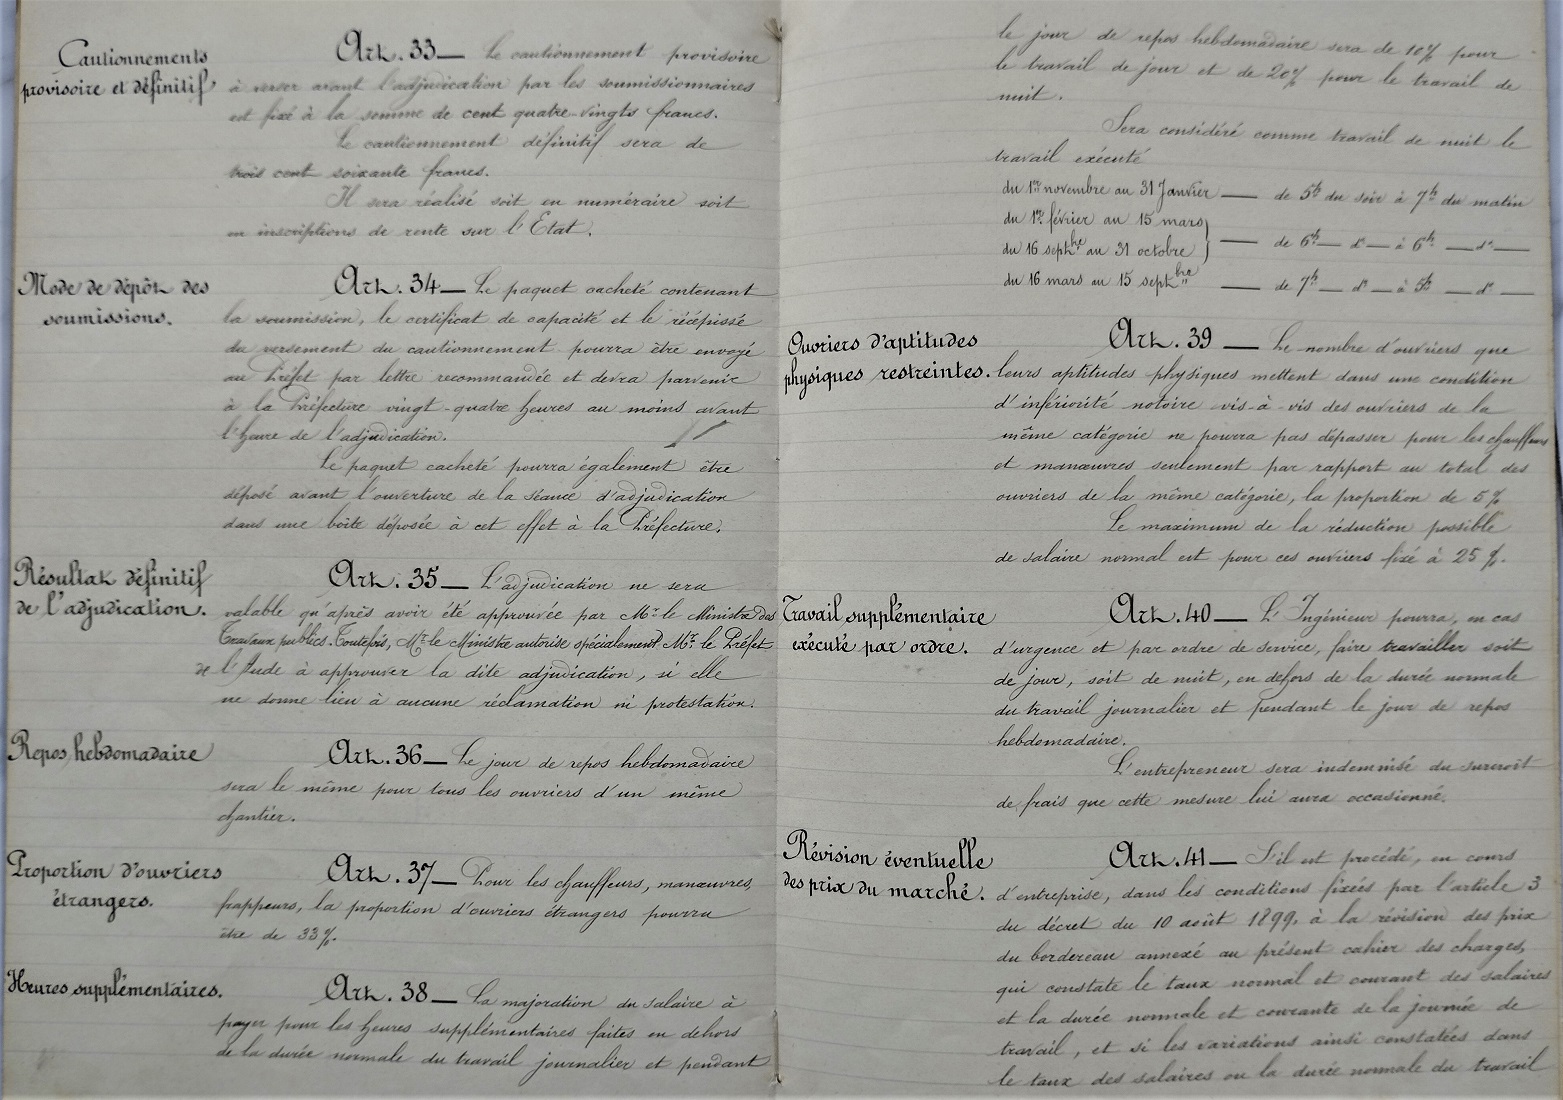 Cautionnements
provisoire et définitif
Art. 33 — Le cautionnement provisoire
à verser avant l'adjudication par les soumissionnaires
est fixé à la somme de cent quatre-vingts francs.
Le cautionnement définitif sera de
trois cent soixante francs.
Il sera réalisé soit en numéraire soit
en inscriptions de rente sur l'Etat.
Mode de dépôt des
soumissions.
Art. 34 — Le paquet cacheté contenant
la soumission, le certificat de capacité et le récépissé
du versement du cautionnement pourra être envoyé
au Préfet par lettre recommandée et devra parvenir
à la Préfecture vingt-quatre heures au moins avant
l'heure de l'adjudication.
Le paquet cacheté pourra également être
déposé avant l'ouverture de la séance d'adjudication
dans une boîte déposée à cet effet à la Préfecture.
Résultat définitif
de l'adjudication.
Art. 35 — L'adjudication ne sera
valable qu'après avoir été approuvée par Mr. le Ministre des
Travaux publics. Toutefois, Mr. le Ministre autorise spécialement Mr. le Préfet
de l'Aude à approuver la dite adjudication, si elle
ne donne lieu à aucune réclamation ni protestation.
Repos hebdomadaire
Art. 36 — Le jour de repos hebdomadaire
sera le même pour tous les ouvriers d'un même
chantier.
Proportion d'ouvriers
étrangers.
Art. 37 — Pour les chauffeurs, manœuvres,
frappeurs, la proportion d'ouvriers étrangers pourra
être de 33%.
Heures supplémentaires.
Art. 38 — La majoration du salaire à
payer pour les heures supplémentaires faites en dehors
de la durée normale du travail journalier et pendant
le jour de repos hebdomadaire sera de 10% pour
le travail de jour et de 20% pour le travail de
nuit.
Sera considéré comme travail de nuit le
travail exécuté
du 1er novembre au 31 Janvier — de 5h du soir à 7h du matin
du 1er février au 15 mars
du 16 septbre au 31 octobre } — de 6h — do — à 6h — do —
du 16 mars au 15 septbre — de 7h — do — à 5h — do —
Ouvriers d'aptitudes
physiques restreintes.
Art. 39 — Le nombre d'ouvriers que
leurs aptitudes physiques mettent dans une condition
d'infériorité notoire vis-à-vis des ouvriers de la
même catégorie ne pourra pas dépasser pour les chauffeurs
et manœuvres seulement par rapport au total des
ouvriers de la même catégorie, la proportion de 5%
Le maximum de la réduction possible
de salaire normal est pour ces ouvriers fixé à 25%.
Travail supplémentaire
exécuté par ordre.
Art. 40 — L'Ingénieur pourra, en cas
d'urgence et par ordre de service, faire travailler soit
de jour, soit de nuit, en dehors de la durée normale
du travail journalier et pendant le jour de repos
hebdomadaire.
L'entrepreneur sera indemnisé du surcroît
de frais que cette mesure lui aura occasionné.
Révision éventuelle
des prix du marché.
Art. 41 — S'il est procédé, en cours
d'entreprise, dans les conditions fixées par l'article 3
du décret du 10 août 1899, à la révision des prix
du bordereau annexé au présent cahier des charges,
qui constate le taux normal et courant des salaires
et la durée normale et courante de la journée de
travail, et si les variations ainsi constatées dans
le taux des salaires ou la durée normale du travail